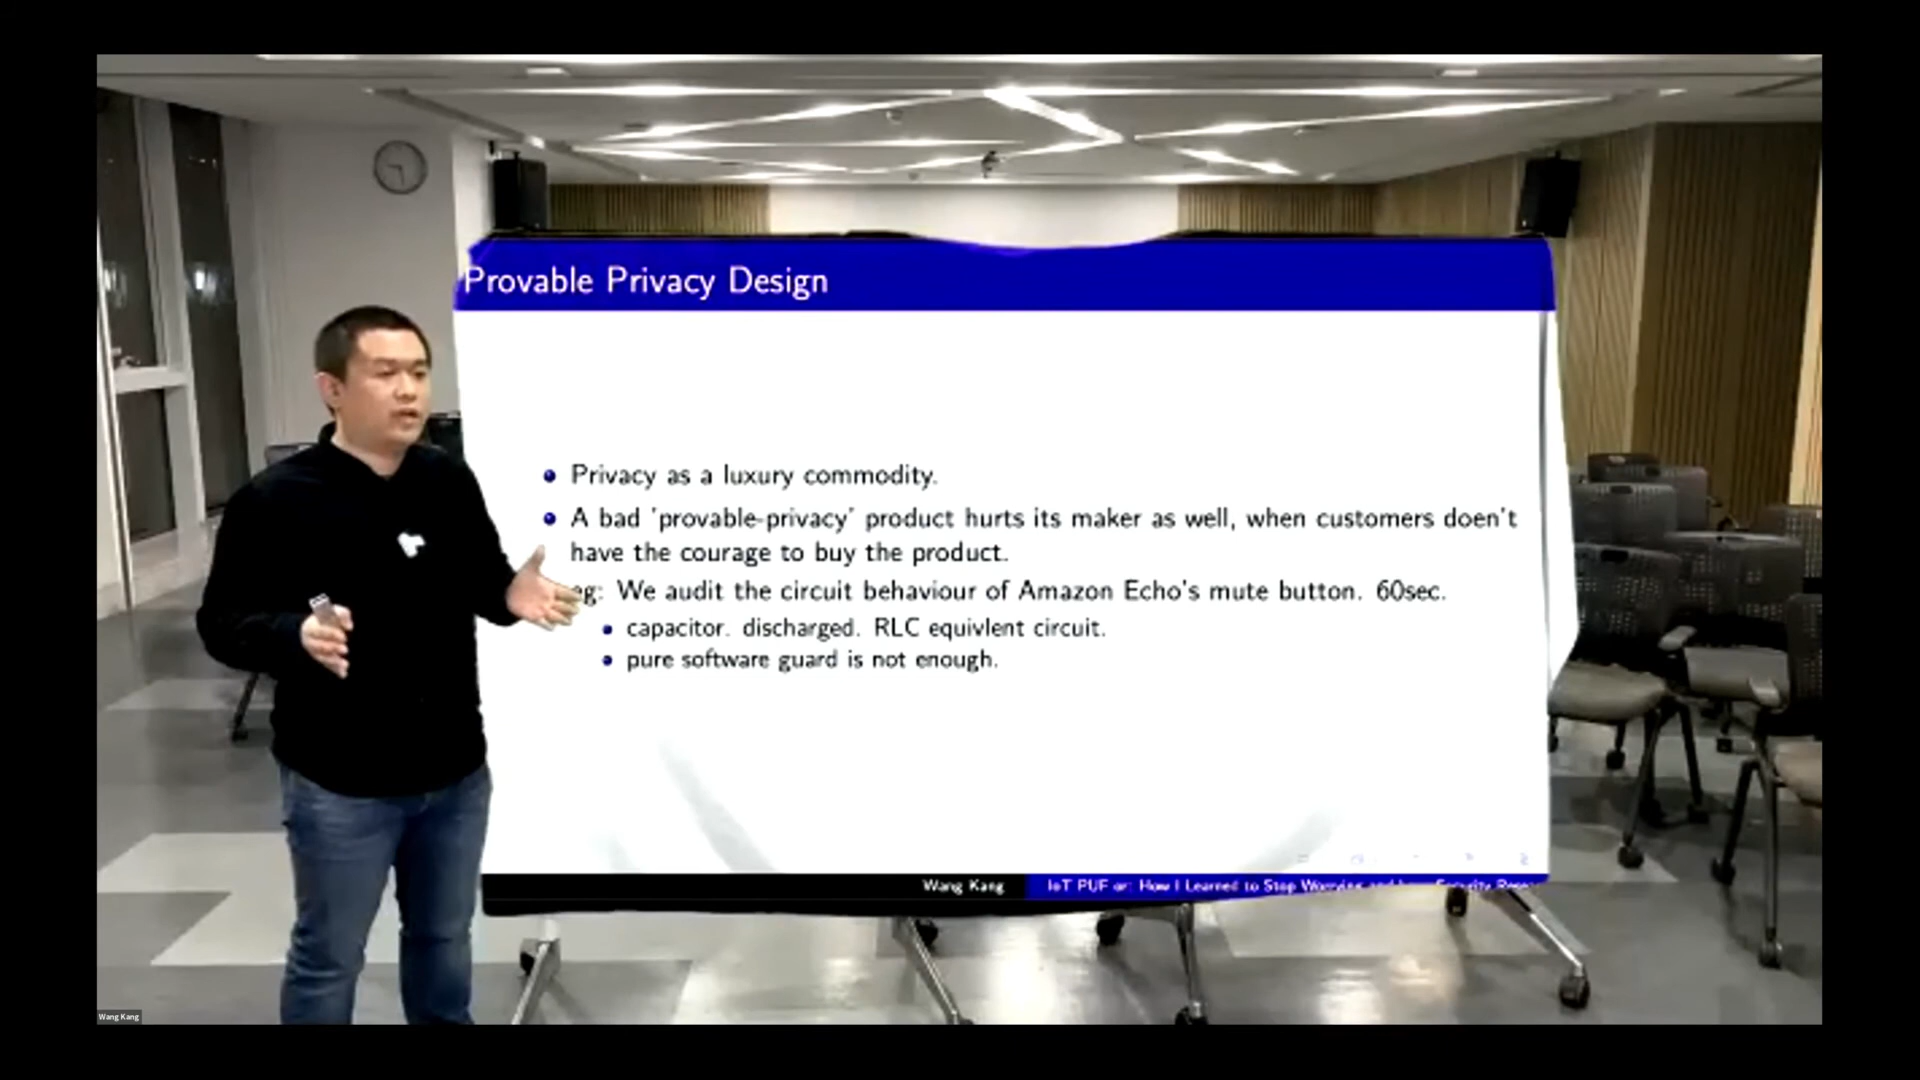 Provable Privacy Design
Privacy as a luxury commodity.
A bad 'provable-privacy' product hurts its maker as well, when customers doen't
have the courage to buy the product.
eg: We audit the circuit behaviour of Amazon Echo's mute button. 60sec.
capacitor. discharged. RLC equivlent circuit.
pure software guard is not enough.
Wang Kang
IoT PUF or: How I Learned to Stop Worrying and Security
Wang Kang